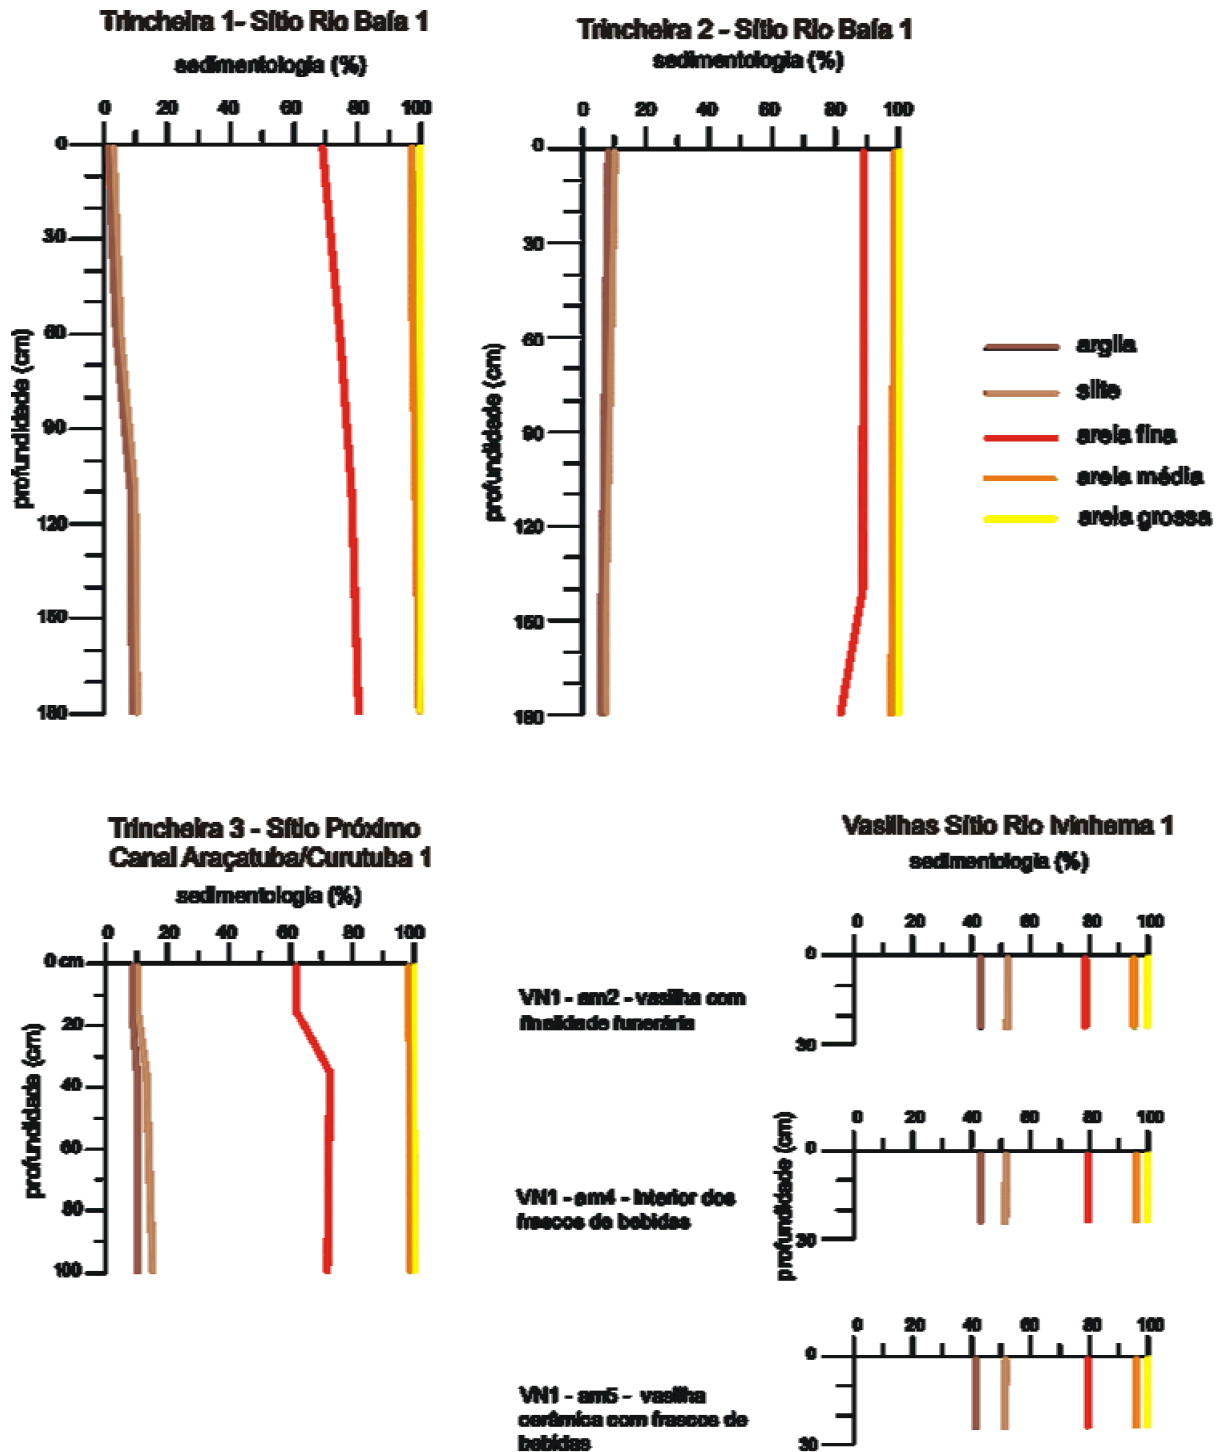 Trincheira 1- Sítio Rio Baía 1
sedimentologia (%)
0 20 40 60 80 100
0
30
60
90
120
150
180
profundidade (cm)
Trincheira 2 - Sítio Rio Baía 1
sedimentologia (%)
0 20 40 60 80 100
0
30
60
90
120
150
180
profundidade (cm)
argila
silte
areia fina
areia média
areia grossa
Trincheira 3 - Sítio Próximo
Canal Araçatuba/Curutuba 1
sedimentologia (%)
0 20 40 60 80 100
0 cm
20
40
60
80
100
profundidade (cm)
Vasilhas Sítio Rio Ivinhema 1
sedimentologia (%)
0 20 40 60 80 100
0
30
VN1 - am2 - vasilha com
finalidade funerária
0 20 40 60 80 100
0
30
profundidade (cm)
VN1 - am4 - interior dos
frascos de bebidas
0 20 40 60 80 100
0
30
VN1 - am5 - vasilha
cerâmica com frascos de
bebidas